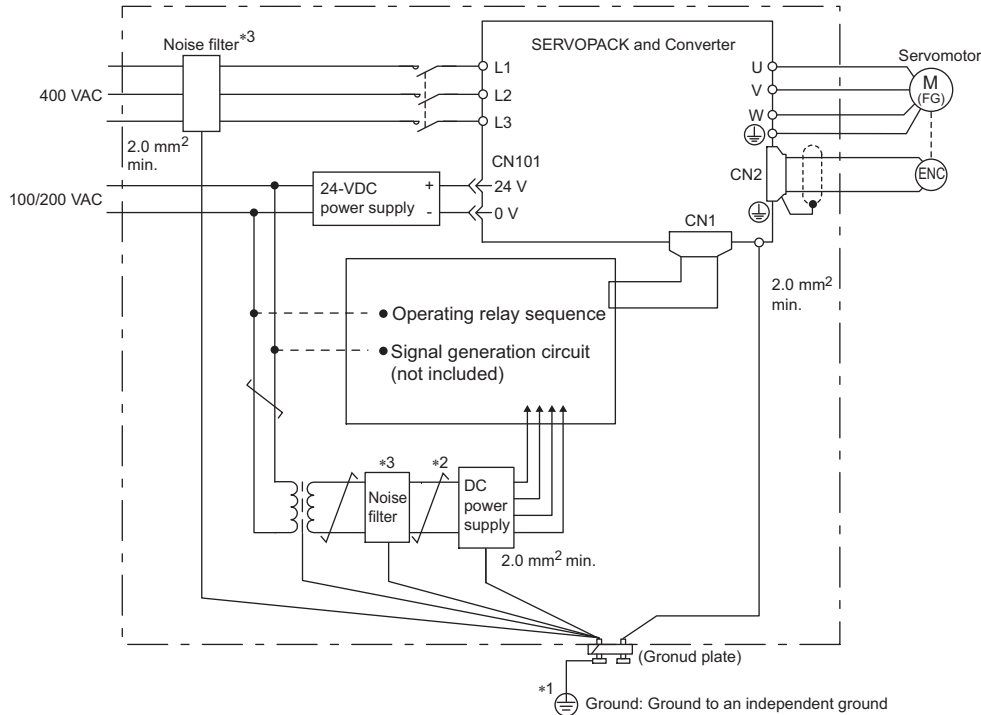 Noise filter*3
SERVOPACK and Converter
Servomotor
400 VAC
L1
L2
L3
U
V
W
M
(FG)
2.0 mm2
min.
CN101
100/200 VAC
24-VDC
power supply
+
-
24 V
0 V
CN2
ENC
CN1
2.0 mm2
min.
Operating relay sequence
Signal generation circuit
(not included)
*3
*2
Noise
filter
DC
power
supply
2.0 mm2 min.
(Gronud plate)
*1
Ground: Ground to an independent ground